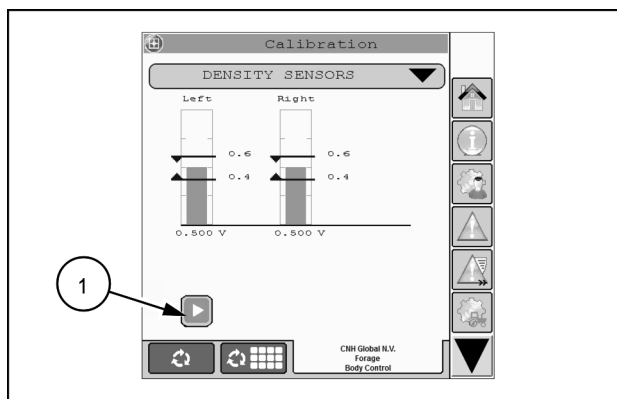 Calibration
DENSITY SENSORS
Left Right
0.6 0.6
0.4 0.4
0.500 V 0.500 V
1
CNH Global N.V.
Forage
Body Control